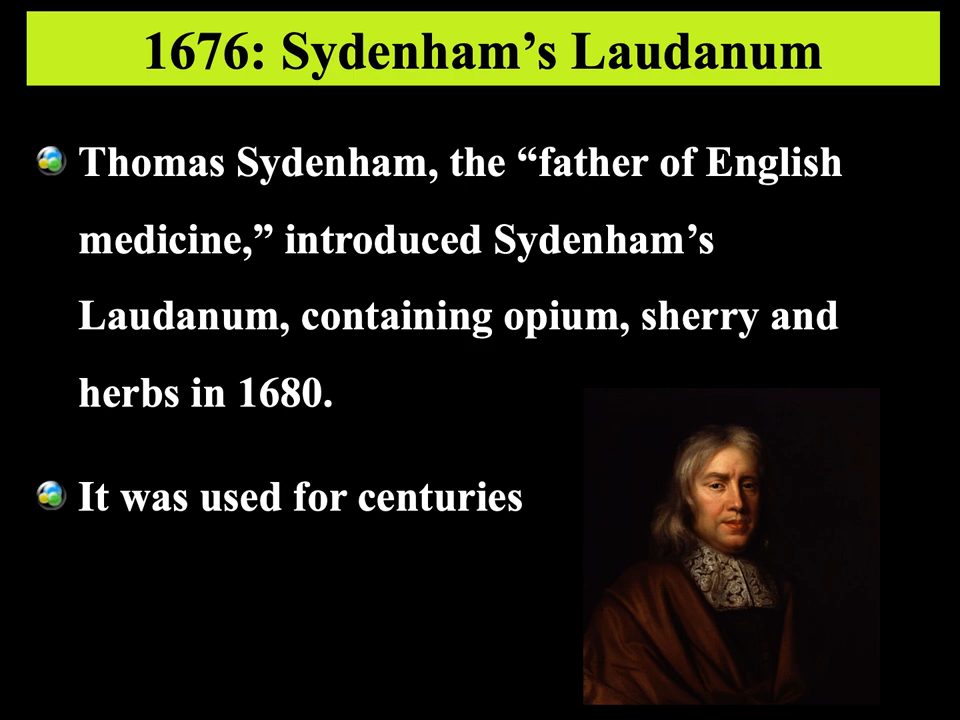 1676: Sydenham’s Laudanum
Thomas Sydenham, the “father of English
medicine,” introduced Sydenham’s
Laudanum, containing opium, sherry and
herbs in 1680.
It was used for centuries